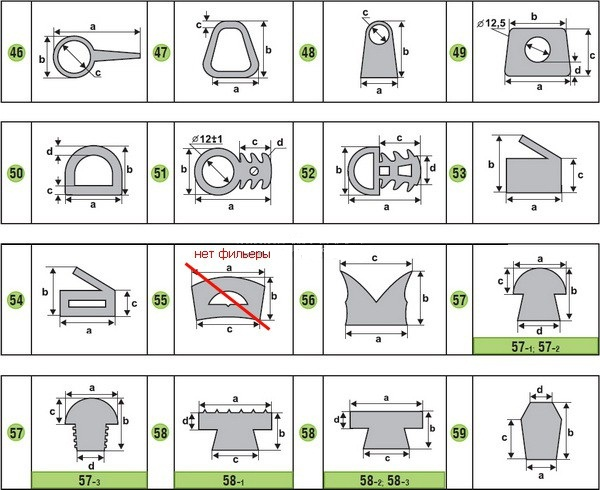 46 a b c
47 c b a
48 c b a
49 Ø12,5 b c d a
50 d b c a
51 Ø12±1 c d b a
52 c b d a
53 b c a
54 b c a
55 нет фильеры a b c
56 c b a
57 a c b d
57-1; 57-2
57 a c b d
57-3
58 a d b c
58-1
58 a d b c
58-2; 58-3
59 d c b a